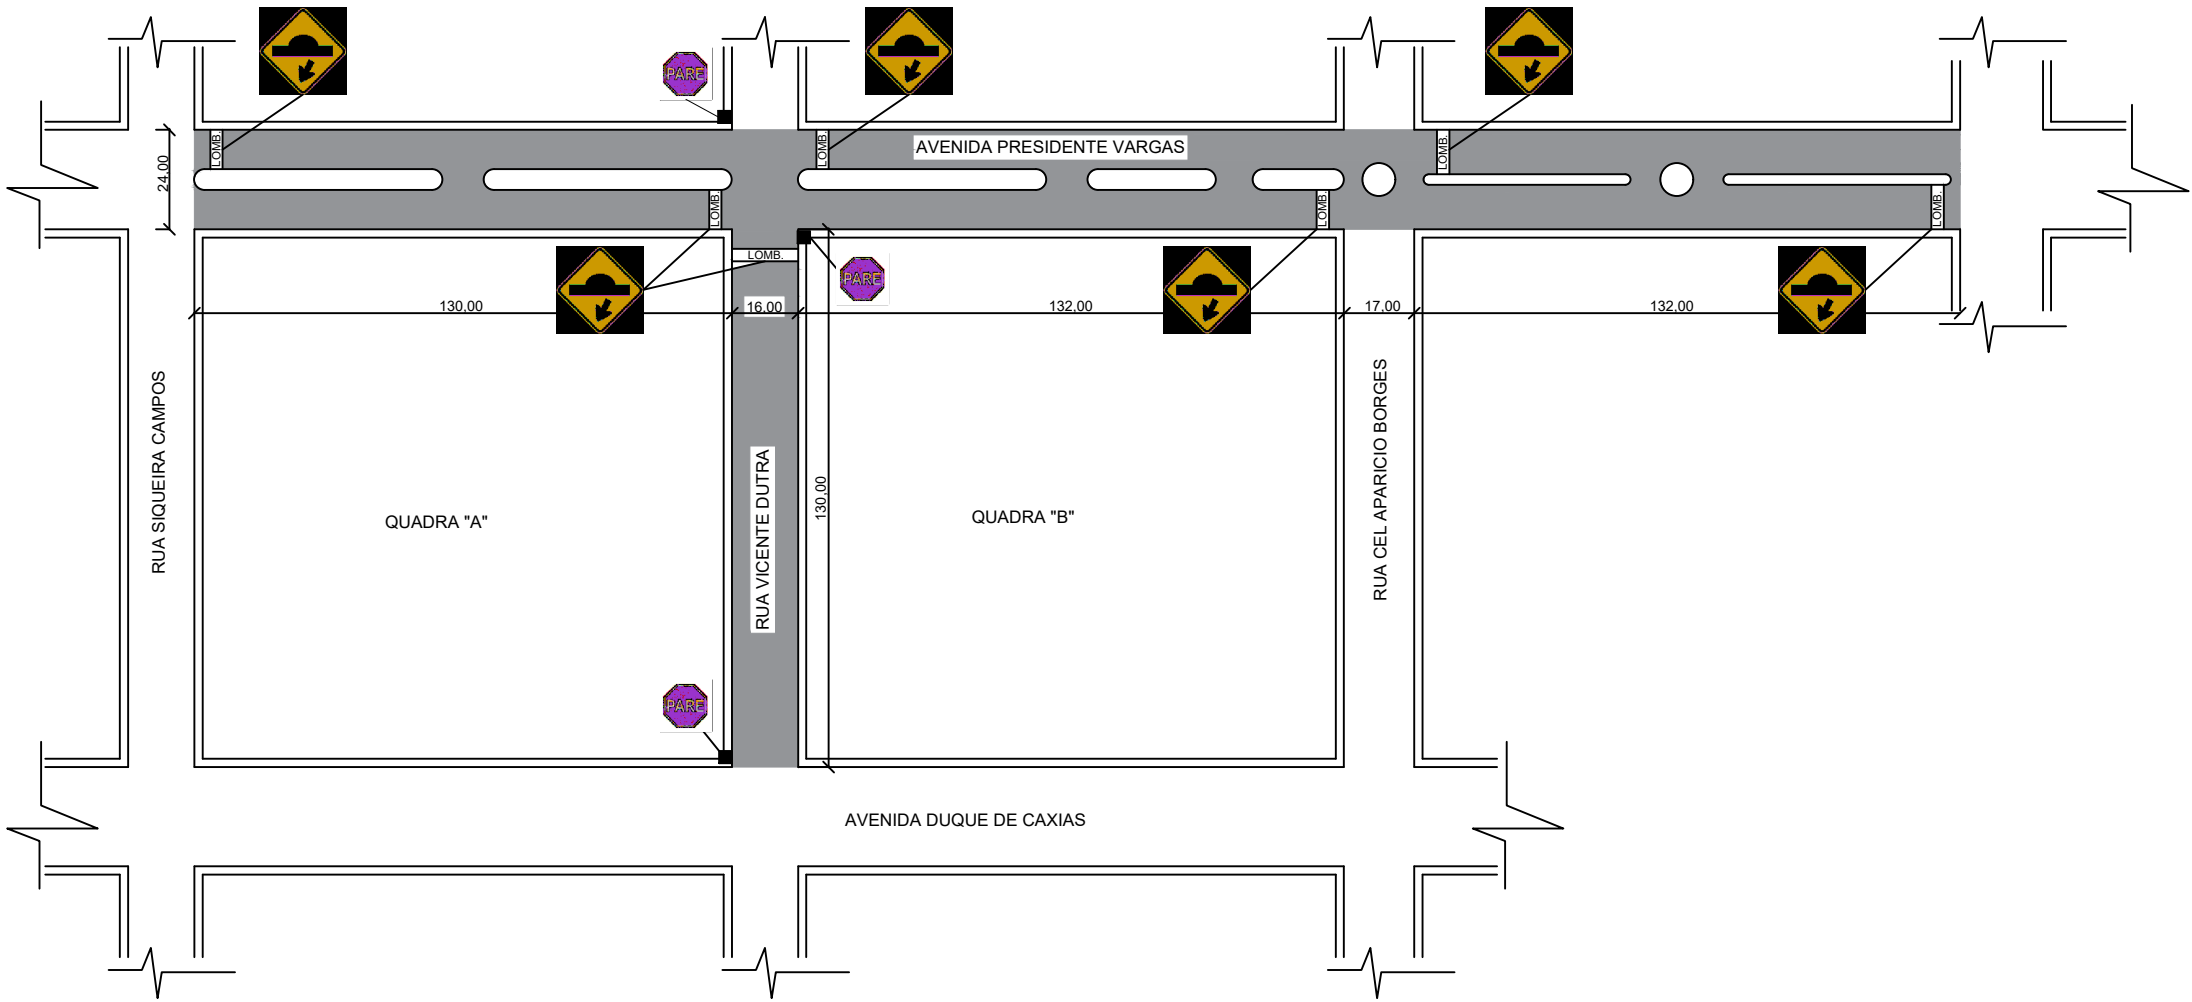 PARE
AVENIDA PRESIDENTE VARGAS
LOMB.
LOMB.
LOMB.
24,00
LOMB.
LOMB.
LOMB.
LOMB.
PARE
130,00
16,00
132,00
17,00
132,00
RUA SIQUEIRA CAMPOS
RUA VICENTE DUTRA
130,00
RUA CEL APARICIO BORGES
QUADRA "A"
QUADRA "B"
PARE
AVENIDA DUQUE DE CAXIAS